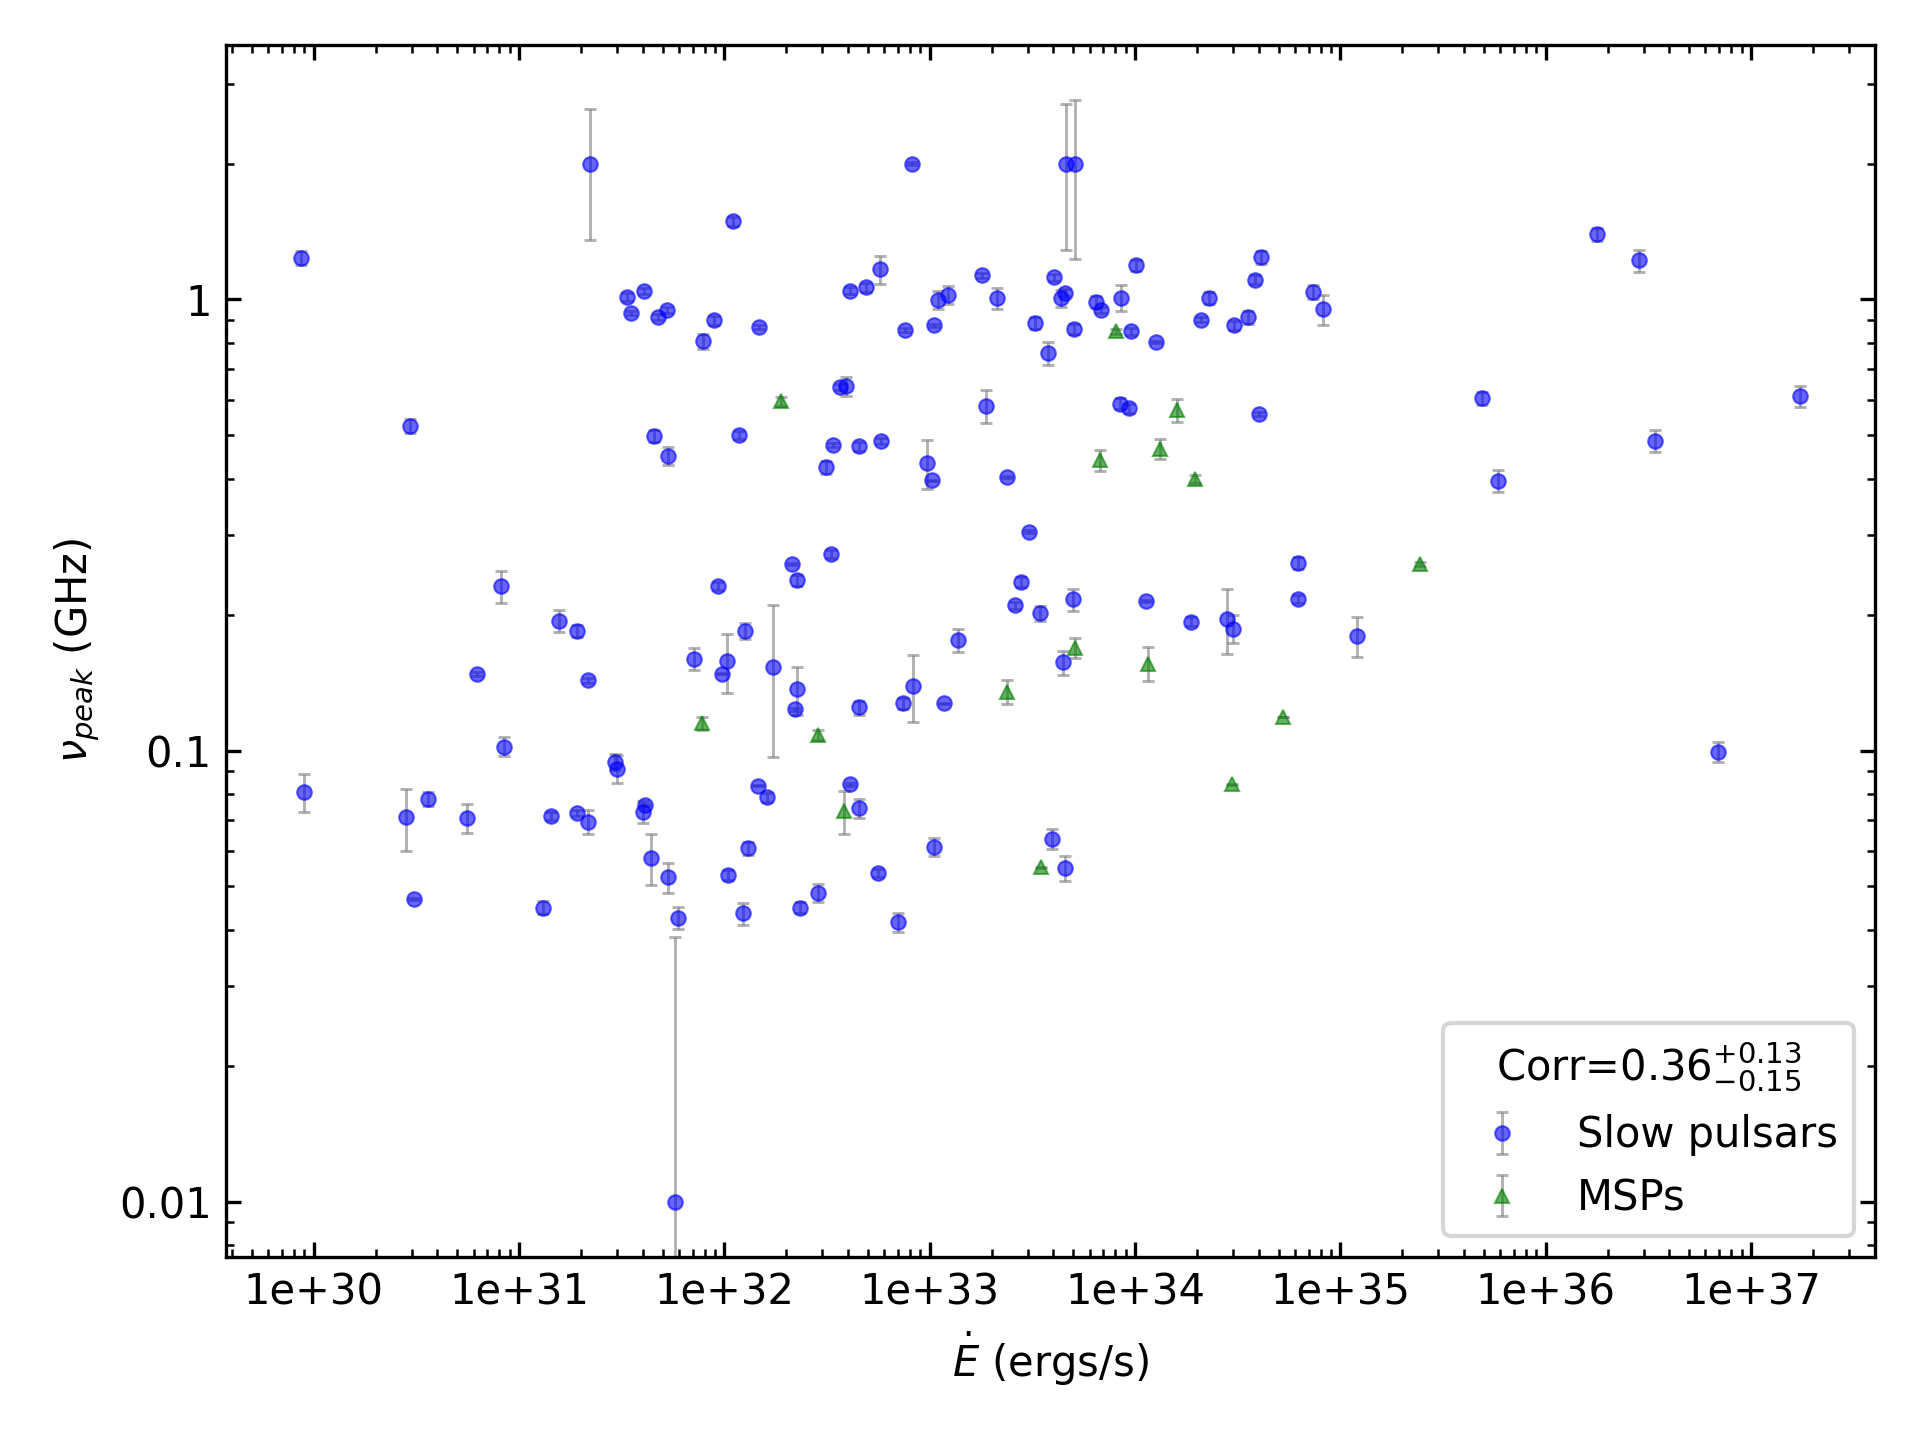 1
0.1
0.01
ν_peak (GHz)
1e+30 1e+31 1e+32 1e+33 1e+34 1e+35 1e+36 1e+37
Ė (ergs/s)
Corr=0.36^{+0.13}_{−0.15}
Slow pulsars
MSPs